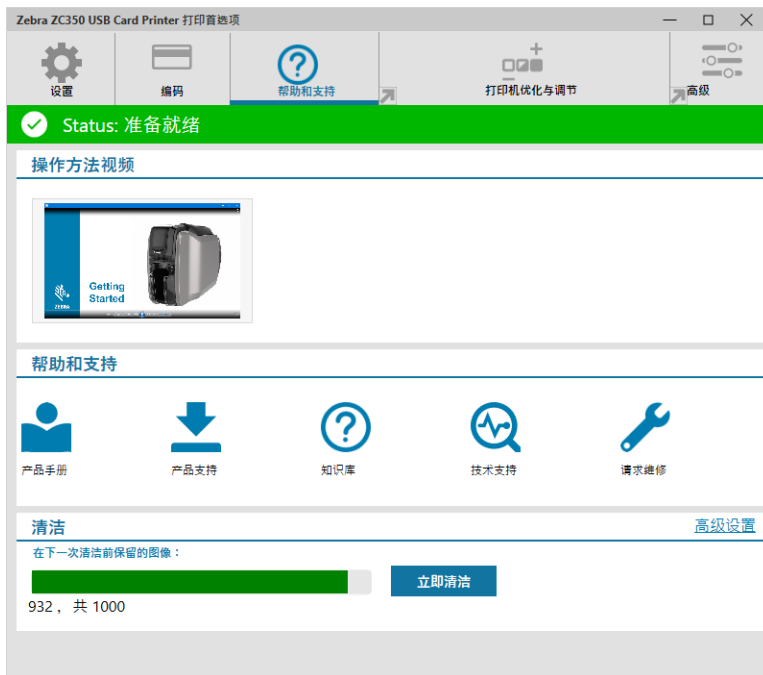 Zebra ZC350 USB Card Printer 打印首选项
设置
编码
帮助和支持
打印机优化与调节
高级
Status: 准备就绪
操作方法视频
Getting
Started
ZEBRA
帮助和支持
产品手册
产品支持
知识库
技术支持
请求维修
清洁
高级设置
在下一次清洁前保留的图像：
立即清洁
932 ，共 1000